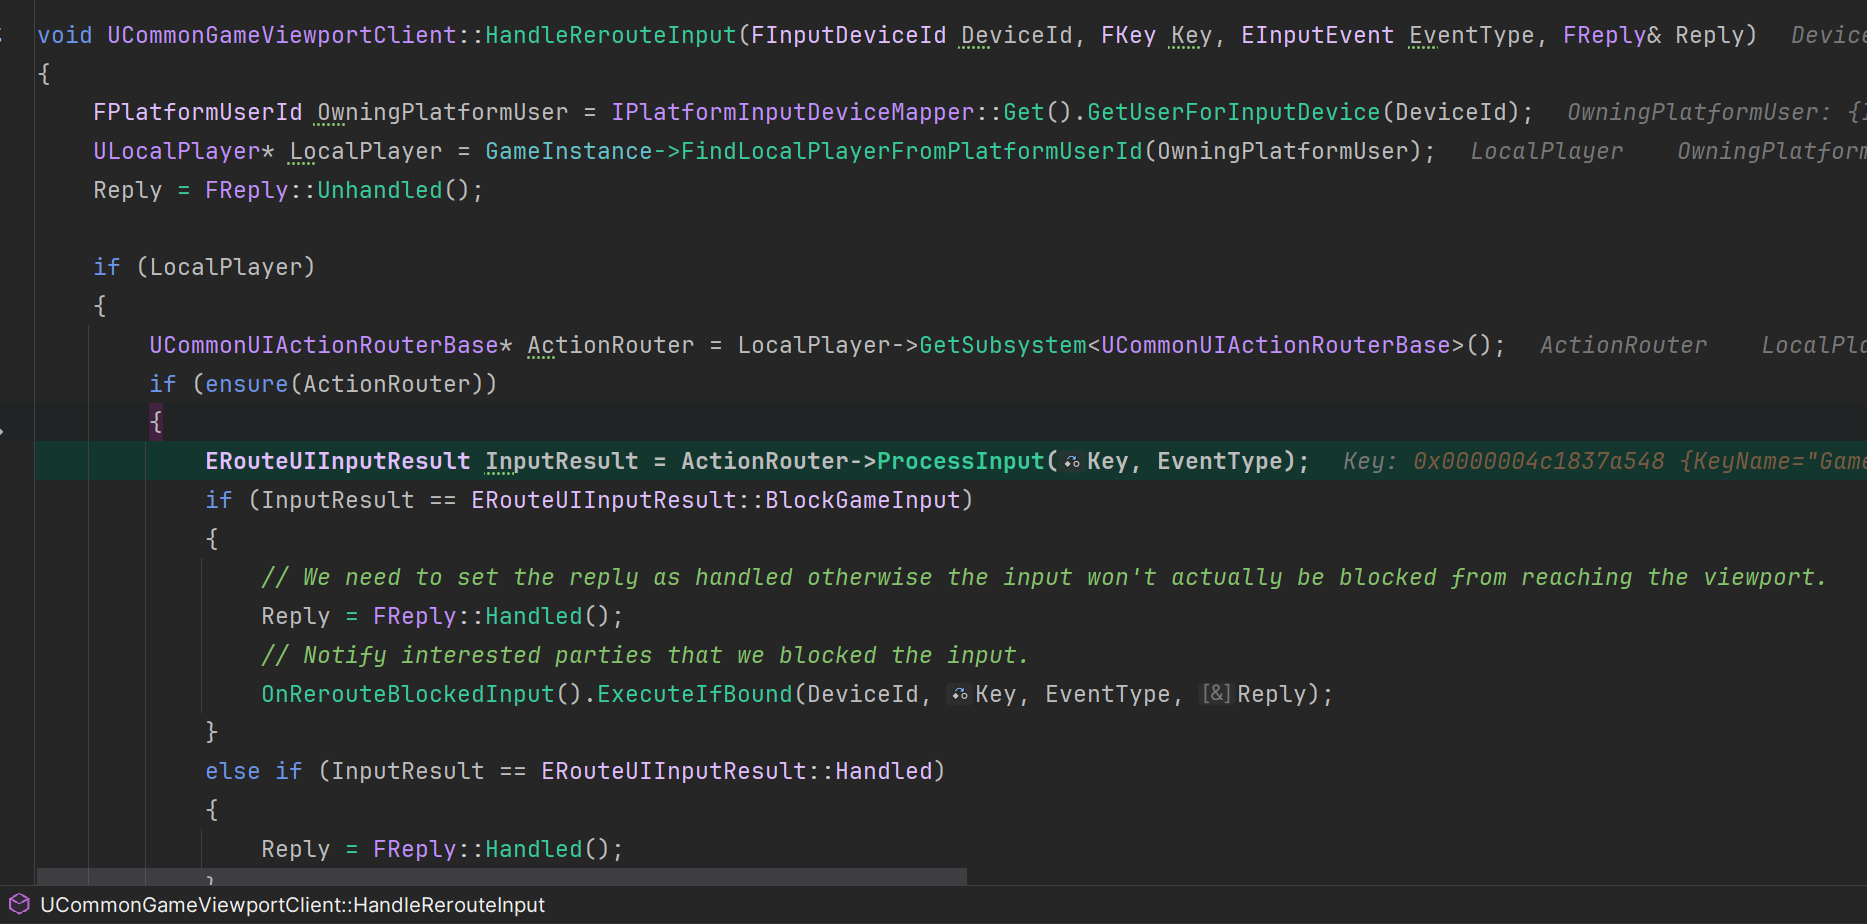 void UCommonGameViewportClient::HandleRerouteInput(FInputDeviceId DeviceId, FKey Key, EInputEvent EventType, FReply& Reply)
{
FPlatformUserId OwningPlatformUser = IPlatformInputDeviceMapper::Get().GetUserForInputDevice(DeviceId); OwningPlatformUser: {
ULocalPlayer* LocalPlayer = GameInstance->FindLocalPlayerFromPlatformUserId(OwningPlatformUser); LocalPlayer
Reply = FReply::Unhandled();
if (LocalPlayer)
{
UCommonUIActionRouterBase* ActionRouter = LocalPlayer->GetSubsystem<UCommonUIActionRouterBase>(); ActionRouter
if (ensure(ActionRouter))
{
ERouteUIInputResult InputResult = ActionRouter->ProcessInput(Key, EventType); Key: 0x0000004c1837a548 {KeyName="Game
if (InputResult == ERouteUIInputResult::BlockGameInput)
{
// We need to set the reply as handled otherwise the input won't actually be blocked from reaching the viewport.
Reply = FReply::Handled();
// Notify interested parties that we blocked the input.
OnRerouteBlockedInput().ExecuteIfBound(DeviceId, Key, EventType, [&]Reply);
}
else if (InputResult == ERouteUIInputResult::Handled)
{
Reply = FReply::Handled();
UCommonGameViewportClient::HandleRerouteInput